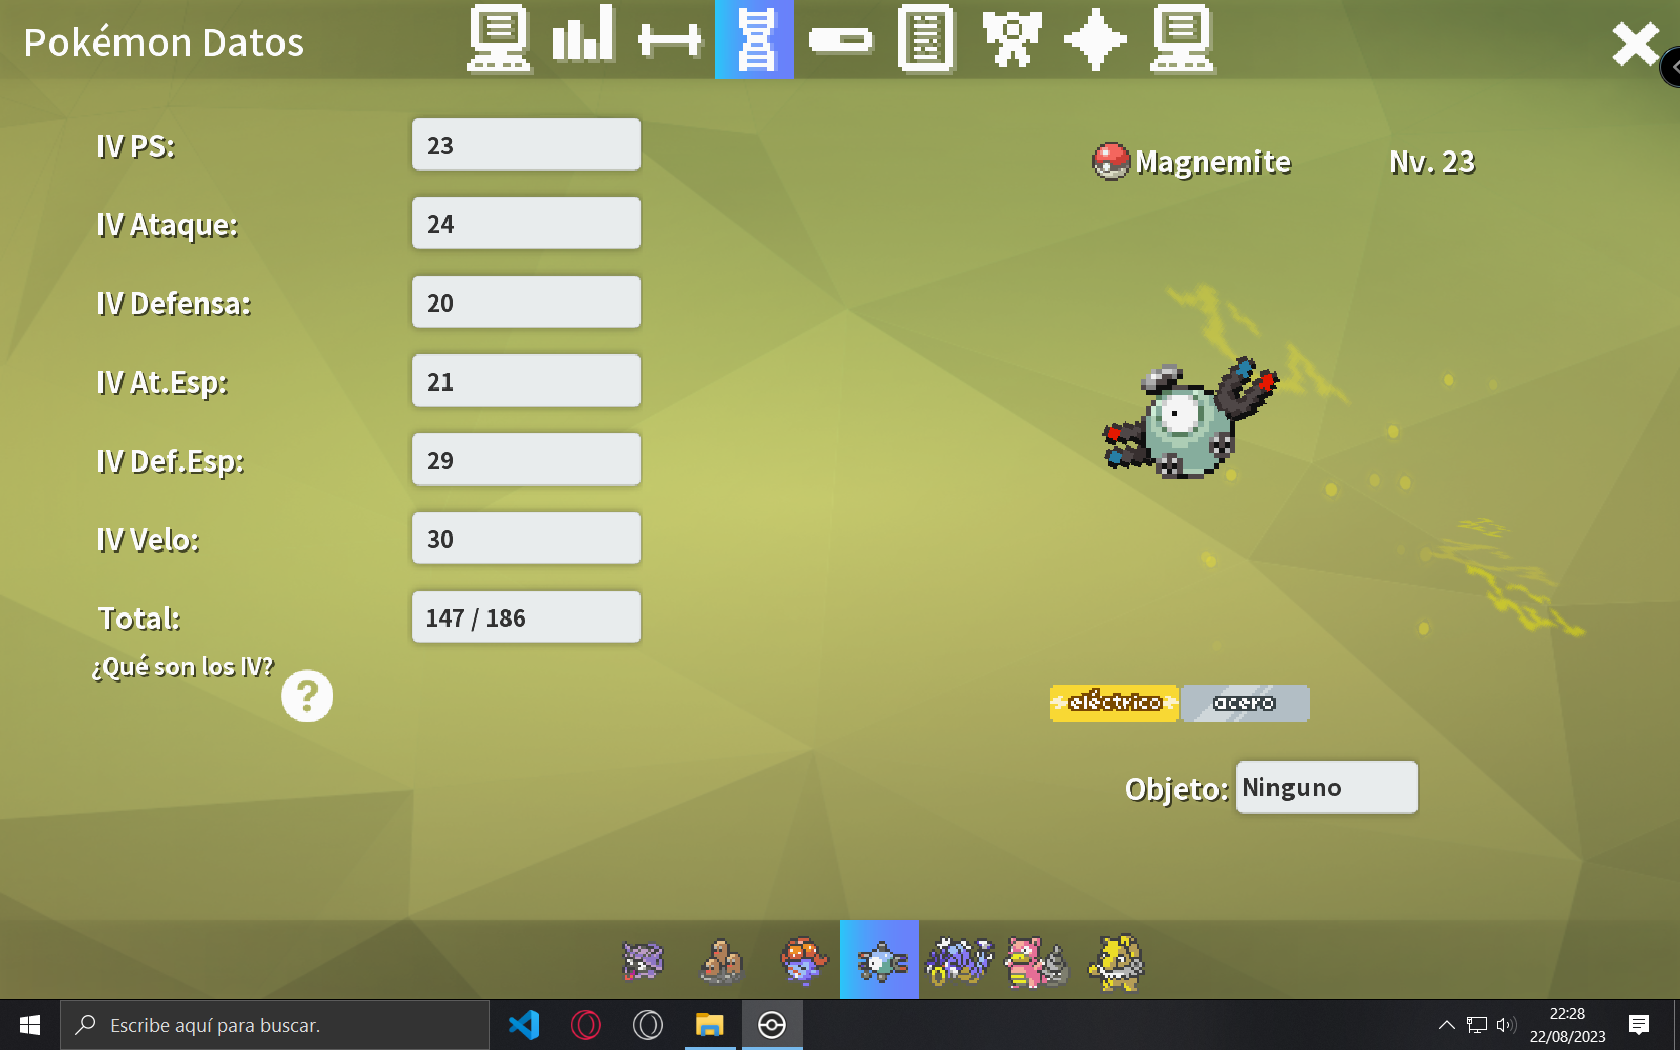 Pokémon Datos
IV PS: 23
IV Ataque: 24
IV Defensa: 20
IV At.Esp: 21
IV Def.Esp: 29
IV Velo: 30
Total: 147 / 186
¿Qué son los IV?
?
Magnemite Nv. 23
eléctrico acero
Objeto: Ninguno
Escribe aquí para buscar.
22:28
22/08/2023